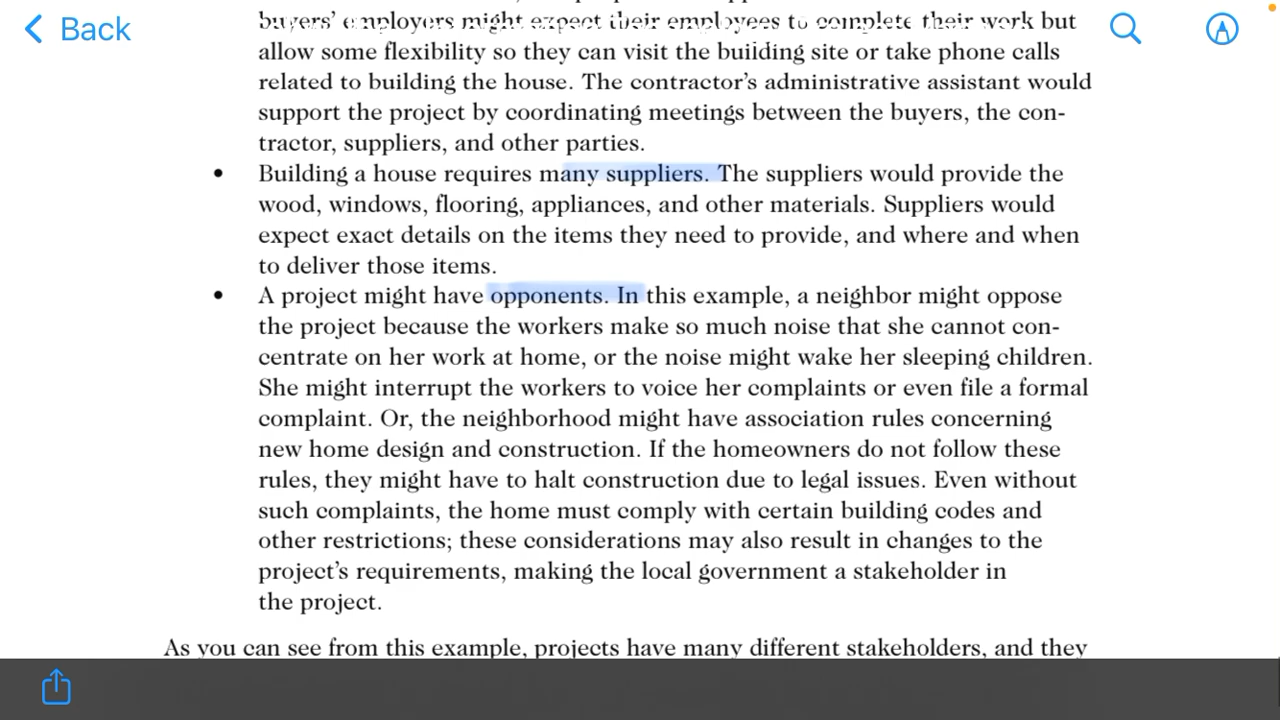 Back
buyers' employers might expect their employees to complete their work but
allow some flexibility so they can visit the building site or take phone calls
related to building the house. The contractor's administrative assistant would
support the project by coordinating meetings between the buyers, the con-
tractor, suppliers, and other parties.
• Building a house requires many suppliers. The suppliers would provide the
wood, windows, flooring, appliances, and other materials. Suppliers would
expect exact details on the items they need to provide, and where and when
to deliver those items.
• A project might have opponents. In this example, a neighbor might oppose
the project because the workers make so much noise that she cannot con-
centrate on her work at home, or the noise might wake her sleeping children.
She might interrupt the workers to voice her complaints or even file a formal
complaint. Or, the neighborhood might have association rules concerning
new home design and construction. If the homeowners do not follow these
rules, they might have to halt construction due to legal issues. Even without
such complaints, the home must comply with certain building codes and
other restrictions; these considerations may also result in changes to the
project's requirements, making the local government a stakeholder in
the project.
As you can see from this example, projects have many different stakeholders, and they